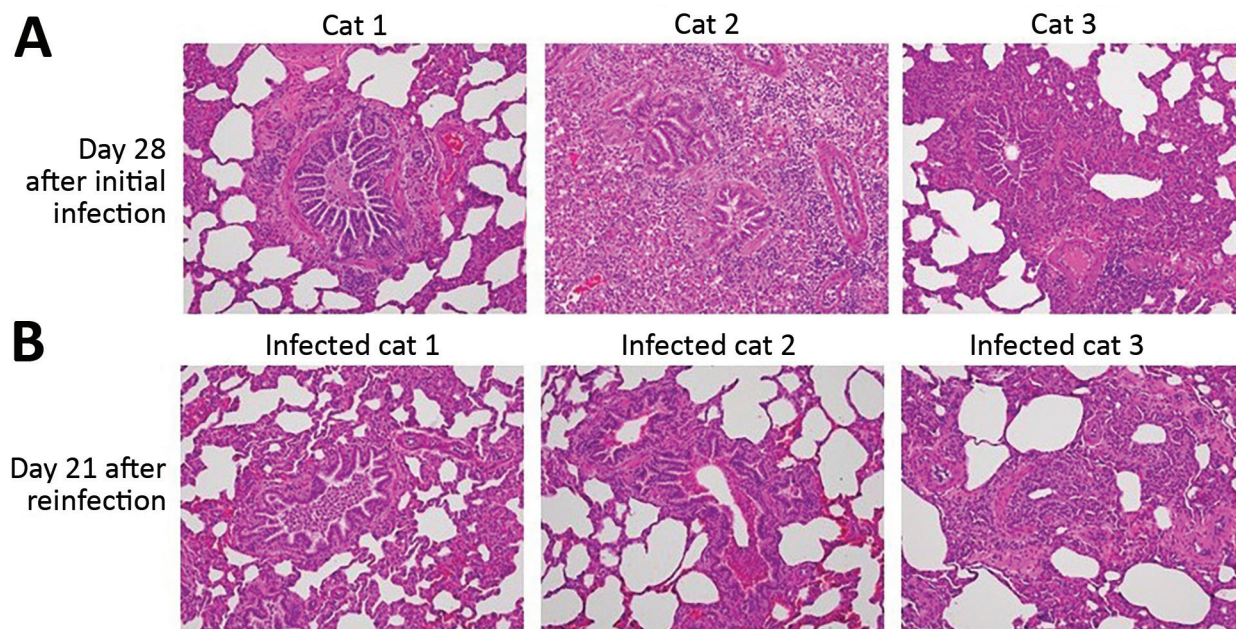 A
Cat 1
Cat 2
Cat 3
Day 28
after initial
infection
B
Infected cat 1
Infected cat 2
Infected cat 3
Day 21 after
reinfection